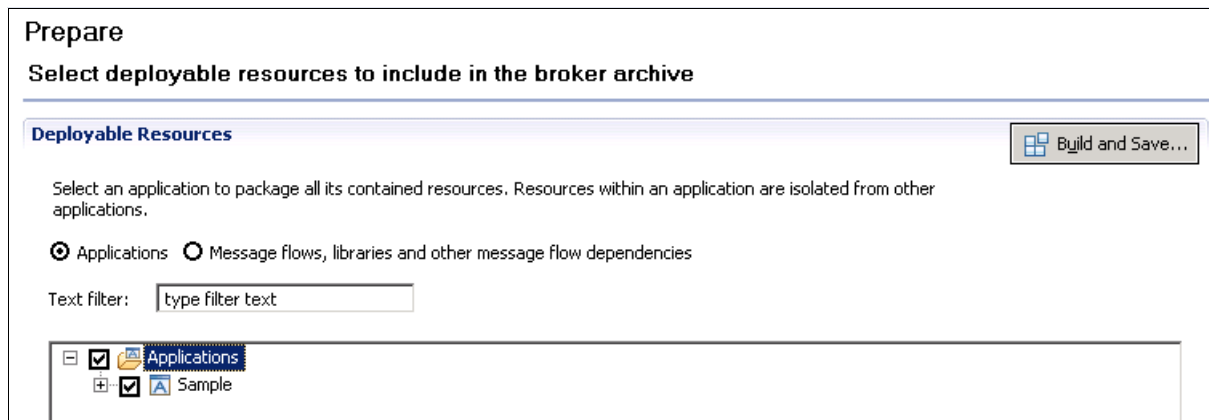 Prepare
Select deployable resources to include in the broker archive
Deployable Resources
Build and Save...
Select an application to package all its contained resources. Resources within an application are isolated from other
applications.
Applications Message flows, libraries and other message flow dependencies
Text filter: type filter text
Applications
Sample